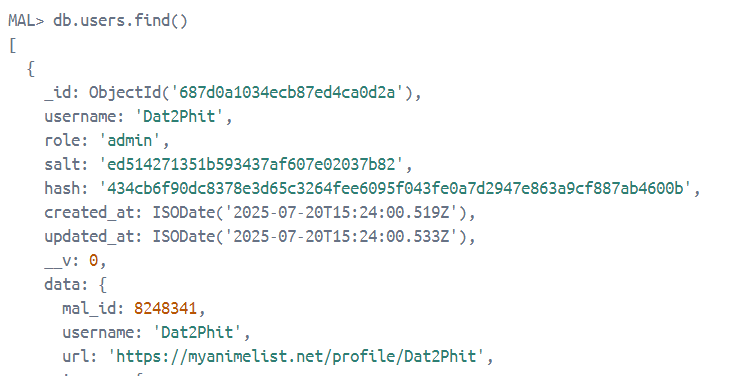 MAL> db.users.find()
[
{
_id: ObjectId('687d0a1034ecb87ed4ca0d2a'),
username: 'Dat2Phit',
role: 'admin',
salt: 'ed514271351b593437af607e02037b82',
hash: '434cb6f90dc8378e3d65c3264fee6095f043fe0a7d2947e863a9cf887ab4600b',
created_at: ISODate('2025-07-20T15:24:00.519Z'),
updated_at: ISODate('2025-07-20T15:24:00.533Z'),
__v: 0,
data: {
mal_id: 8248341,
username: 'Dat2Phit',
url: 'https://myanimelist.net/profile/Dat2Phit',